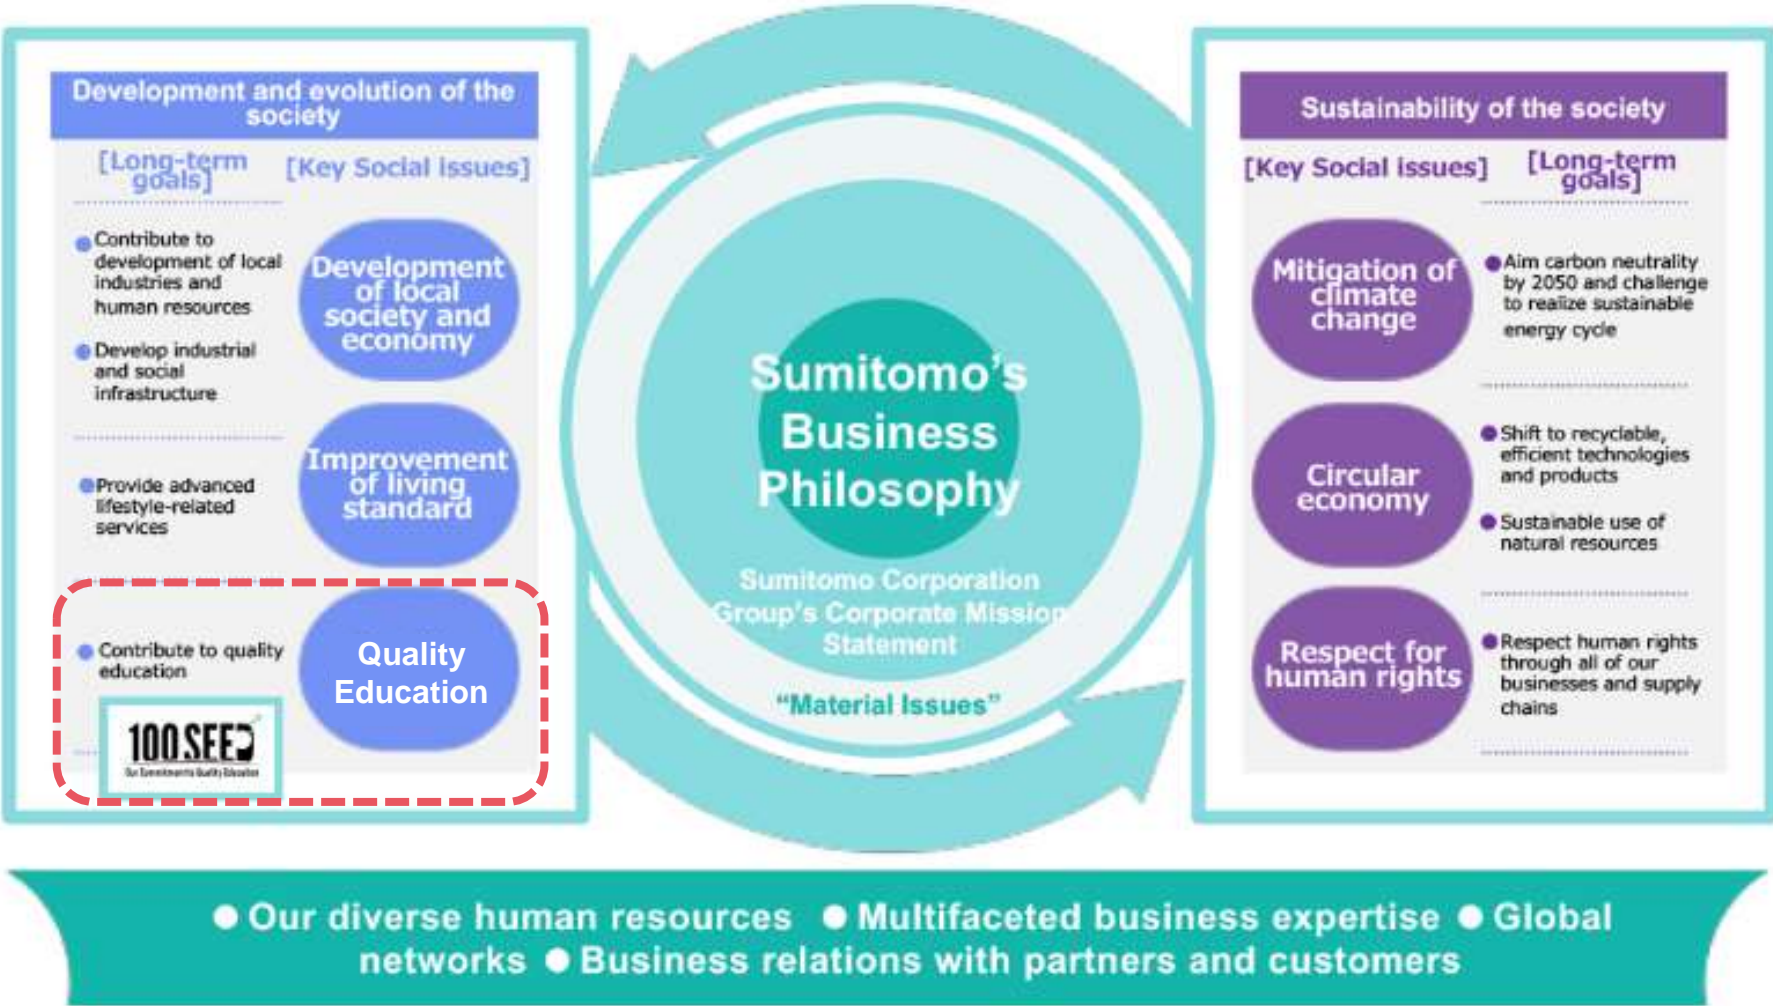 Development and evolution of the
society
[Long-term
goals]
[Key Social issues]
Contribute to
development of local
industries and
human resources
Develop industrial
and social
infrastructure
Development
of local
society and
economy
Provide advanced
lifestyle-related
services
Improvement
of living
standard
Contribute to quality
education
Quality
Education
100SEED
Our Commitment to Quality Education
Sumitomo's
Business
Philosophy
Sumitomo Corporation
Group's Corporate Mission
Statement
“Material Issues”
Sustainability of the society
[Key Social issues]
[Long-term
goals]
Mitigation of
climate
change
Aim carbon neutrality
by 2050 and challenge
to realize sustainable
energy cycle
Circular
economy
Shift to recyclable,
efficient technologies
and products
Sustainable use of
natural resources
Respect for
human rights
Respect human rights
through all of our
businesses and supply
chains
● Our diverse human resources ● Multifaceted business expertise ● Global
networks ● Business relations with partners and customers